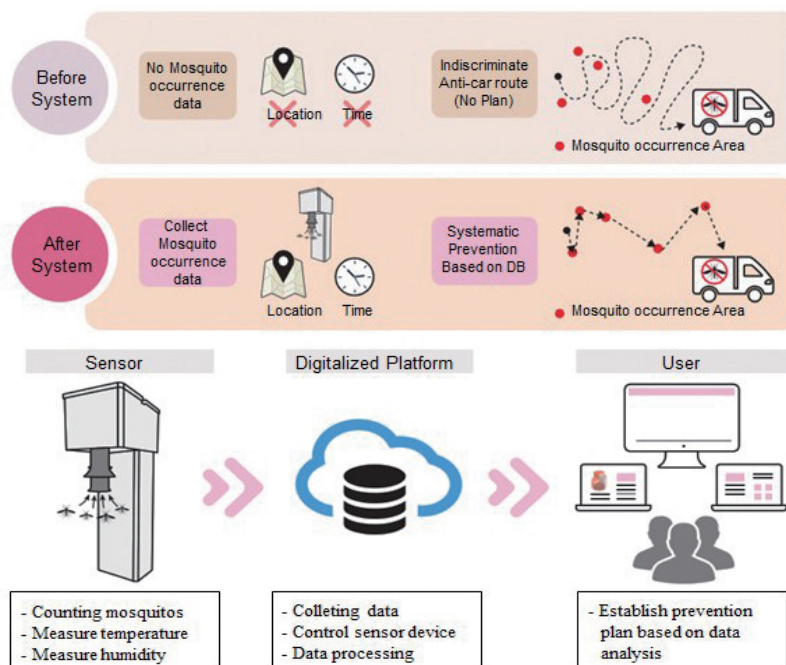 Before
System
No Mosquito
occurrence
data
Location
Time
Indiscriminate
Anti-car route
(No Plan)
Mosquito occurrence Area
After
System
Collect
Mosquito
occurrence
data
Location
Time
Systematic
Prevention
Based on DB
Mosquito occurrence Area
Sensor
Digitalized Platform
User
- Counting mosquitos
- Measure temperature
- Measure humidity
- Colleting data
- Control sensor device
- Data processing
- Establish prevention
plan based on data
analysis